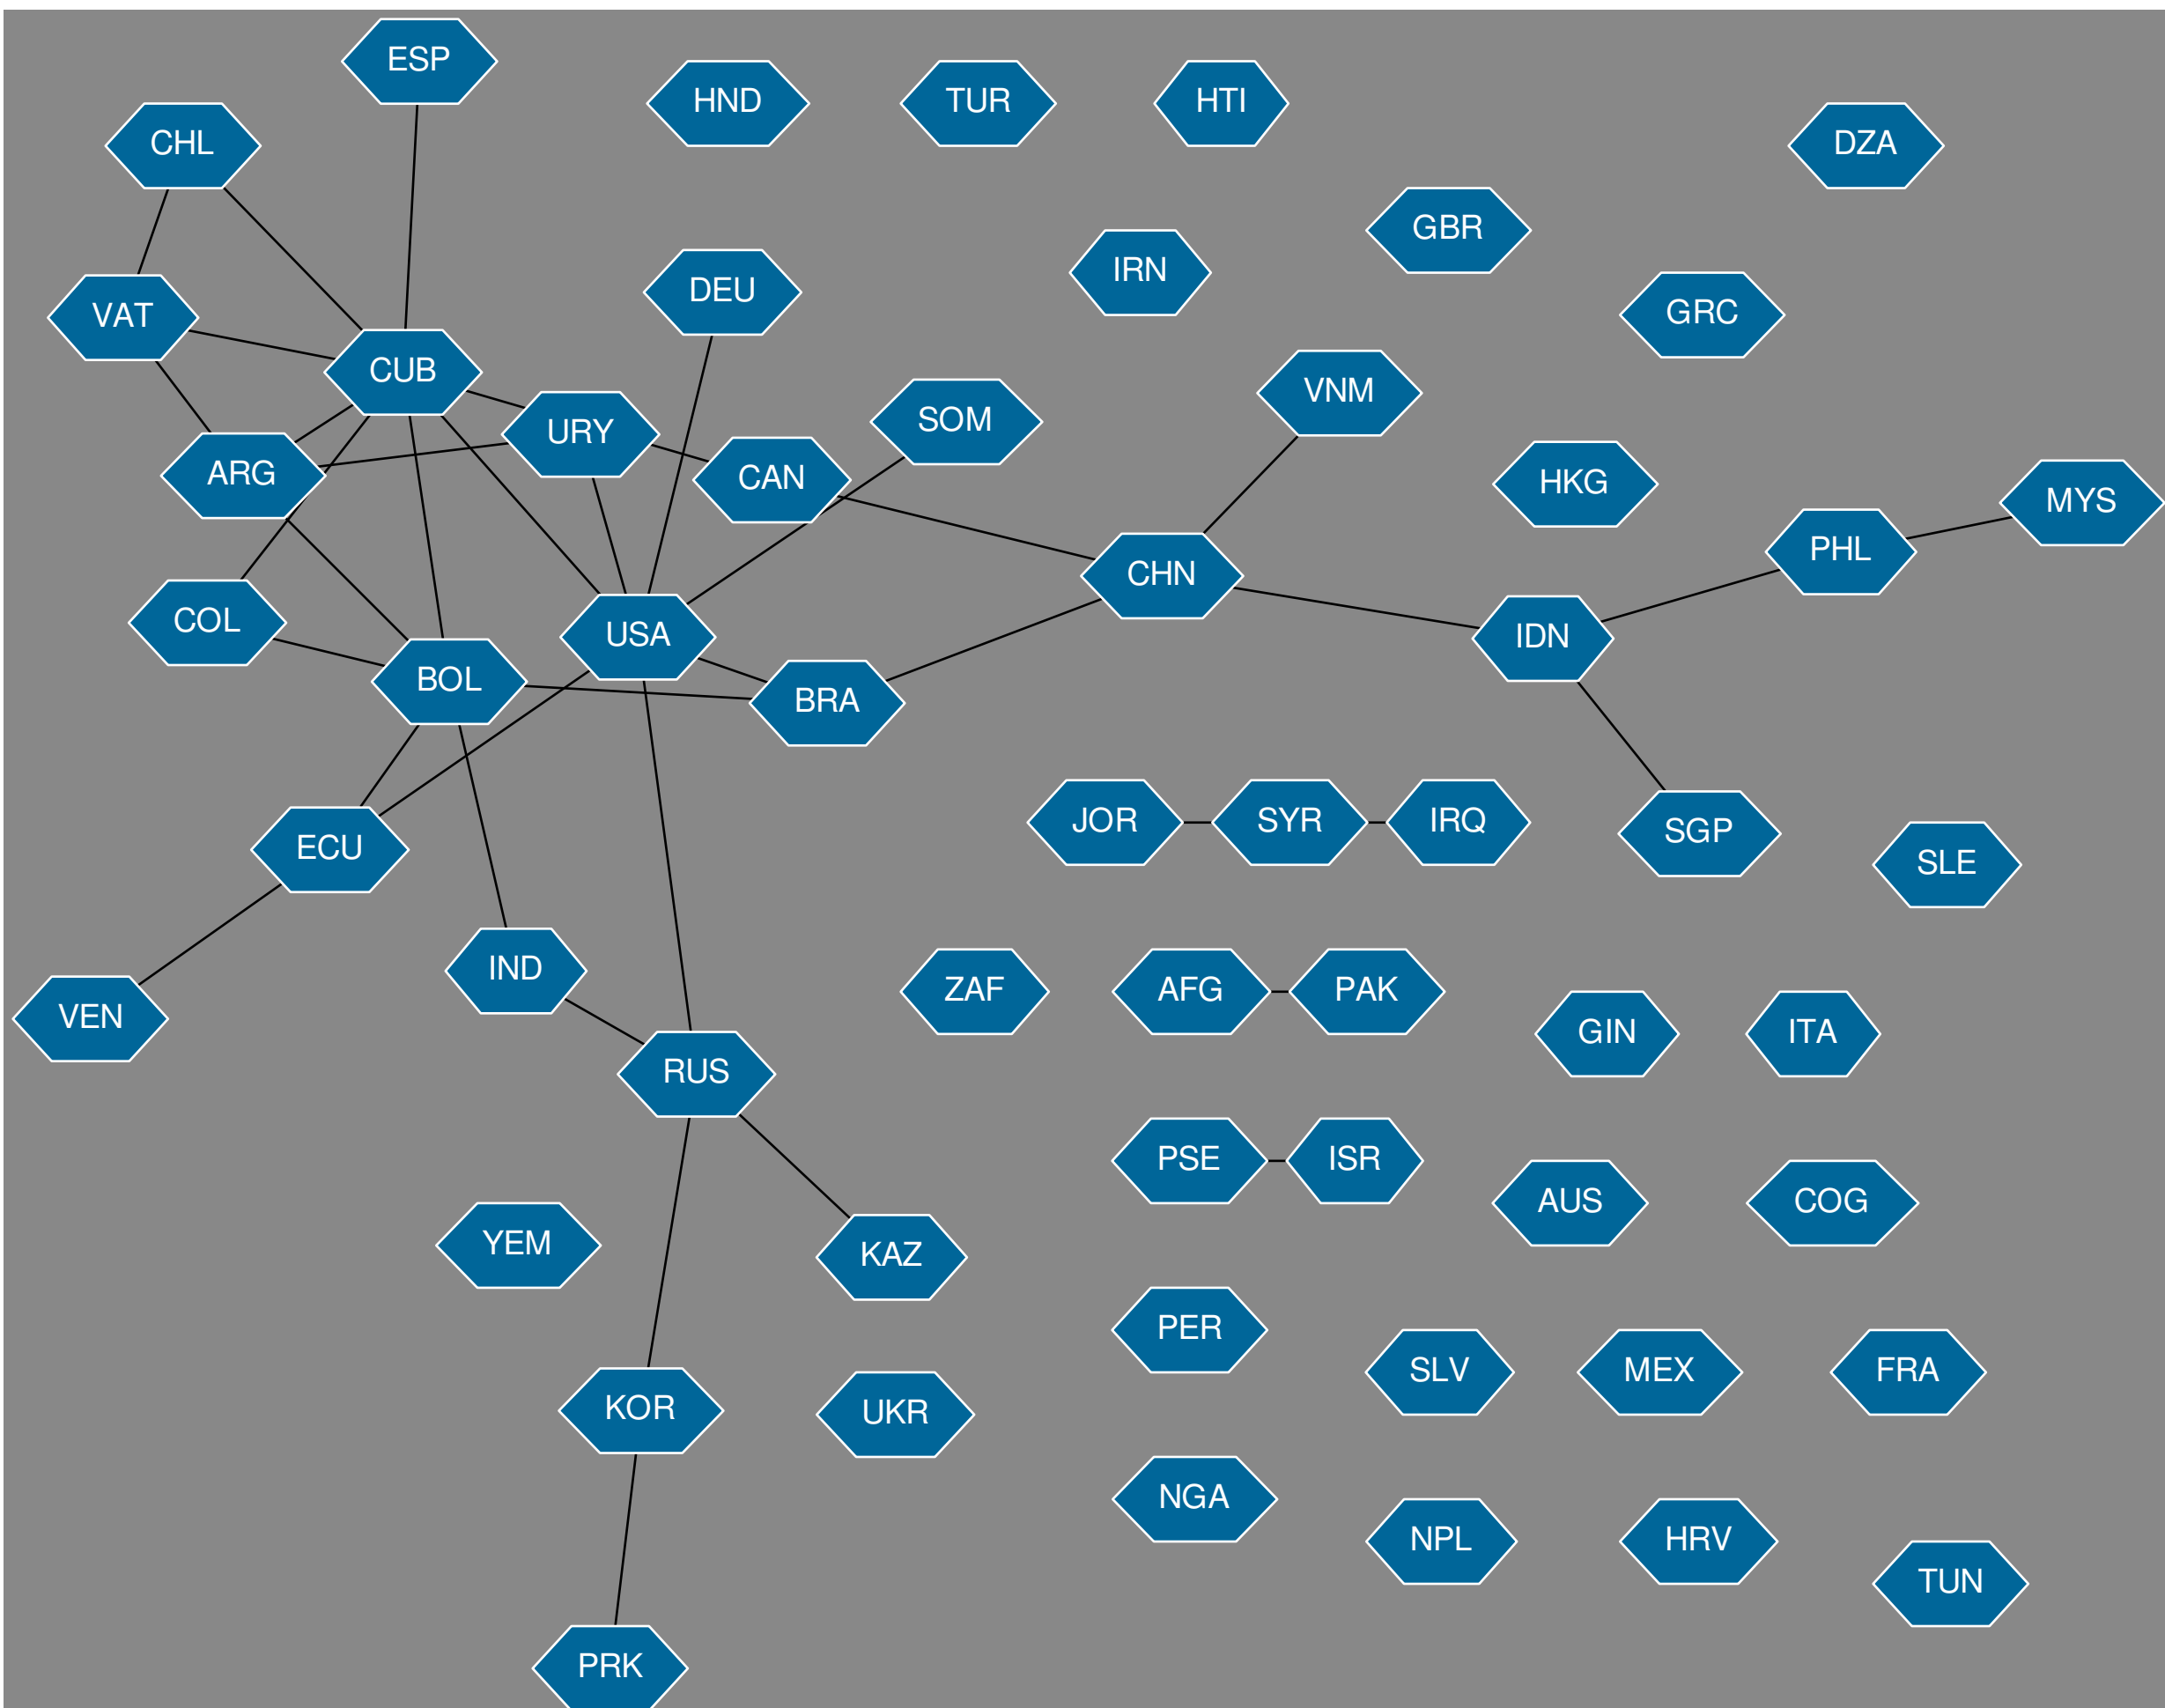 ESP
HND
TUR
HTI
CHL
DZA
GBR
IRN
DEU
VAT
GRC
CUB
VNM
SOM
URY
ARG
CAN
HKG
MYS
PHL
CHN
COL
USA
IDN
BOL
BRA
JOR
SYR
IRQ
SGP
ECU
SLE
IND
ZAF
AFG
PAK
VEN
GIN
ITA
RUS
PSE
ISR
AUS
COG
YEM
KAZ
PER
SLV
MEX
FRA
KOR
UKR
NGA
NPL
HRV
TUN
PRK